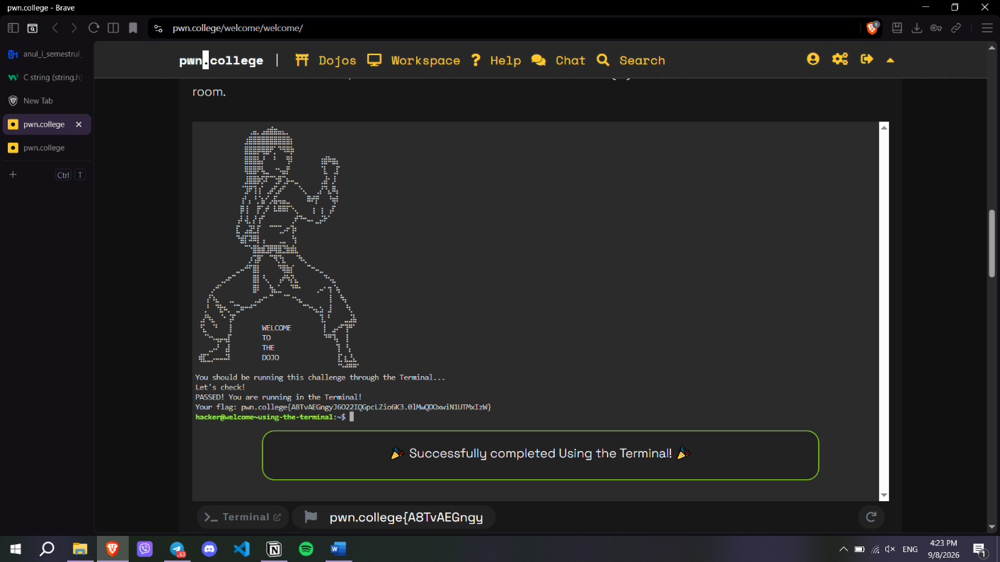 pwn.college - Brave
pwn.college/welcome/welcome/
9
anul_i_semestrul_
C string (string.h)
New Tab
pwn.college
pwn.college
Ctrl T
pwn.college | Dojos Workspace Help Chat Search
room.
WELCOME
TO
THE
DOJO
You should be running this challenge through the Terminal...
Let's check!
PASSED! You are running in the Terminal!
Your flag: pwn.college{A8TvAEGngyJ6O22IQGpcLZio6K3.0lMwQDOxwiN1UTMxIzW}
hacker@welcome~using-the-terminal:~$
🎉 Successfully completed Using the Terminal! 🎉
Terminal
pwn.college{A8TvAEGngy
63
ENG
4:23 PM
9/8/2026
1